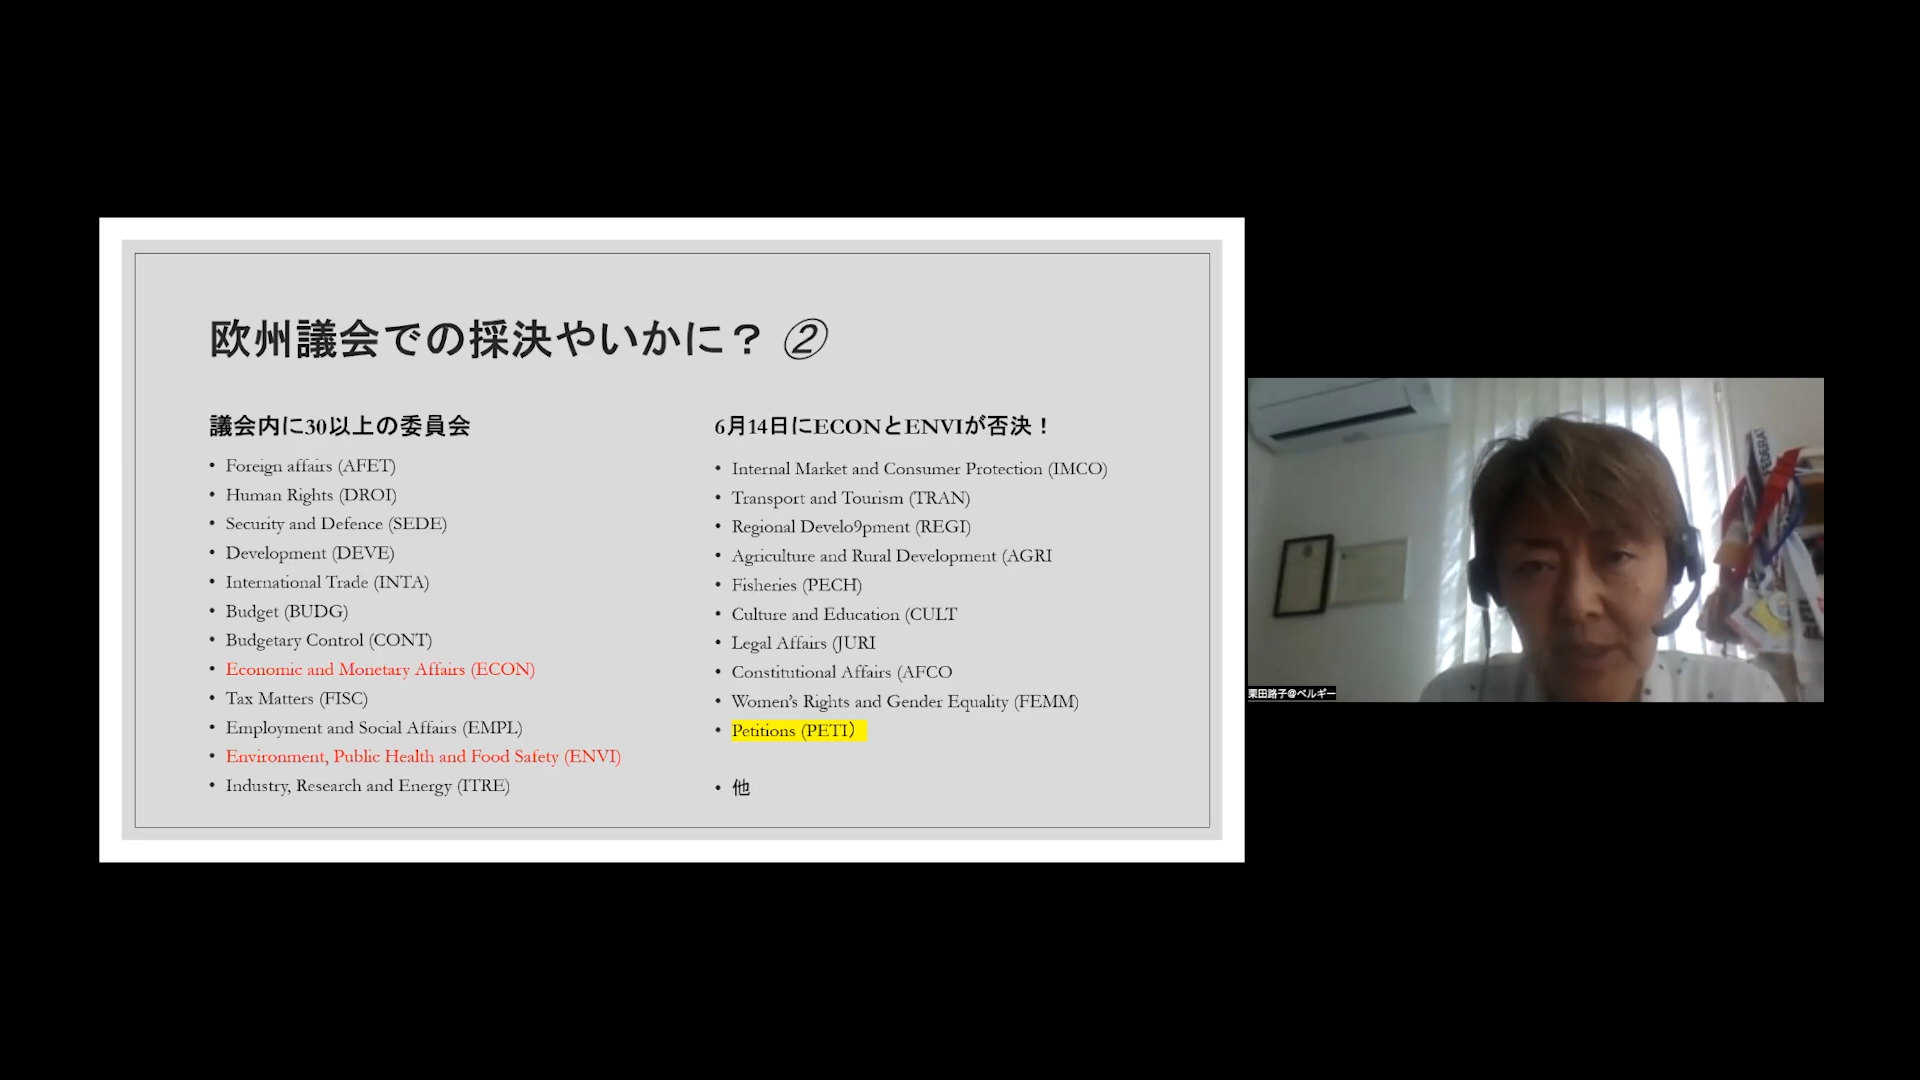 欧州議会での採決やいかに？ ②
議会内に30以上の委員会
• Foreign affairs (AFET)
• Human Rights (DROI)
• Security and Defence (SEDE)
• Development (DEVE)
• International Trade (INTA)
• Budget (BUDG)
• Budgetary Control (CONT)
• Economic and Monetary Affairs (ECON)
• Tax Matters (FISC)
• Employment and Social Affairs (EMPL)
• Environment, Public Health and Food Safety (ENVI)
• Industry, Research and Energy (ITRE)
6月14日にECONとENVIが否決！
• Internal Market and Consumer Protection (IMCO)
• Transport and Tourism (TRAN)
• Regional Develo9pment (REGI)
• Agriculture and Rural Development (AGRI
• Fisheries (PECH)
• Culture and Education (CULT
• Legal Affairs (JURI
• Constitutional Affairs (AFCO
• Women’s Rights and Gender Equality (FEMM)
• Petitions (PETI）
• 他
栗田路子@ベルギー